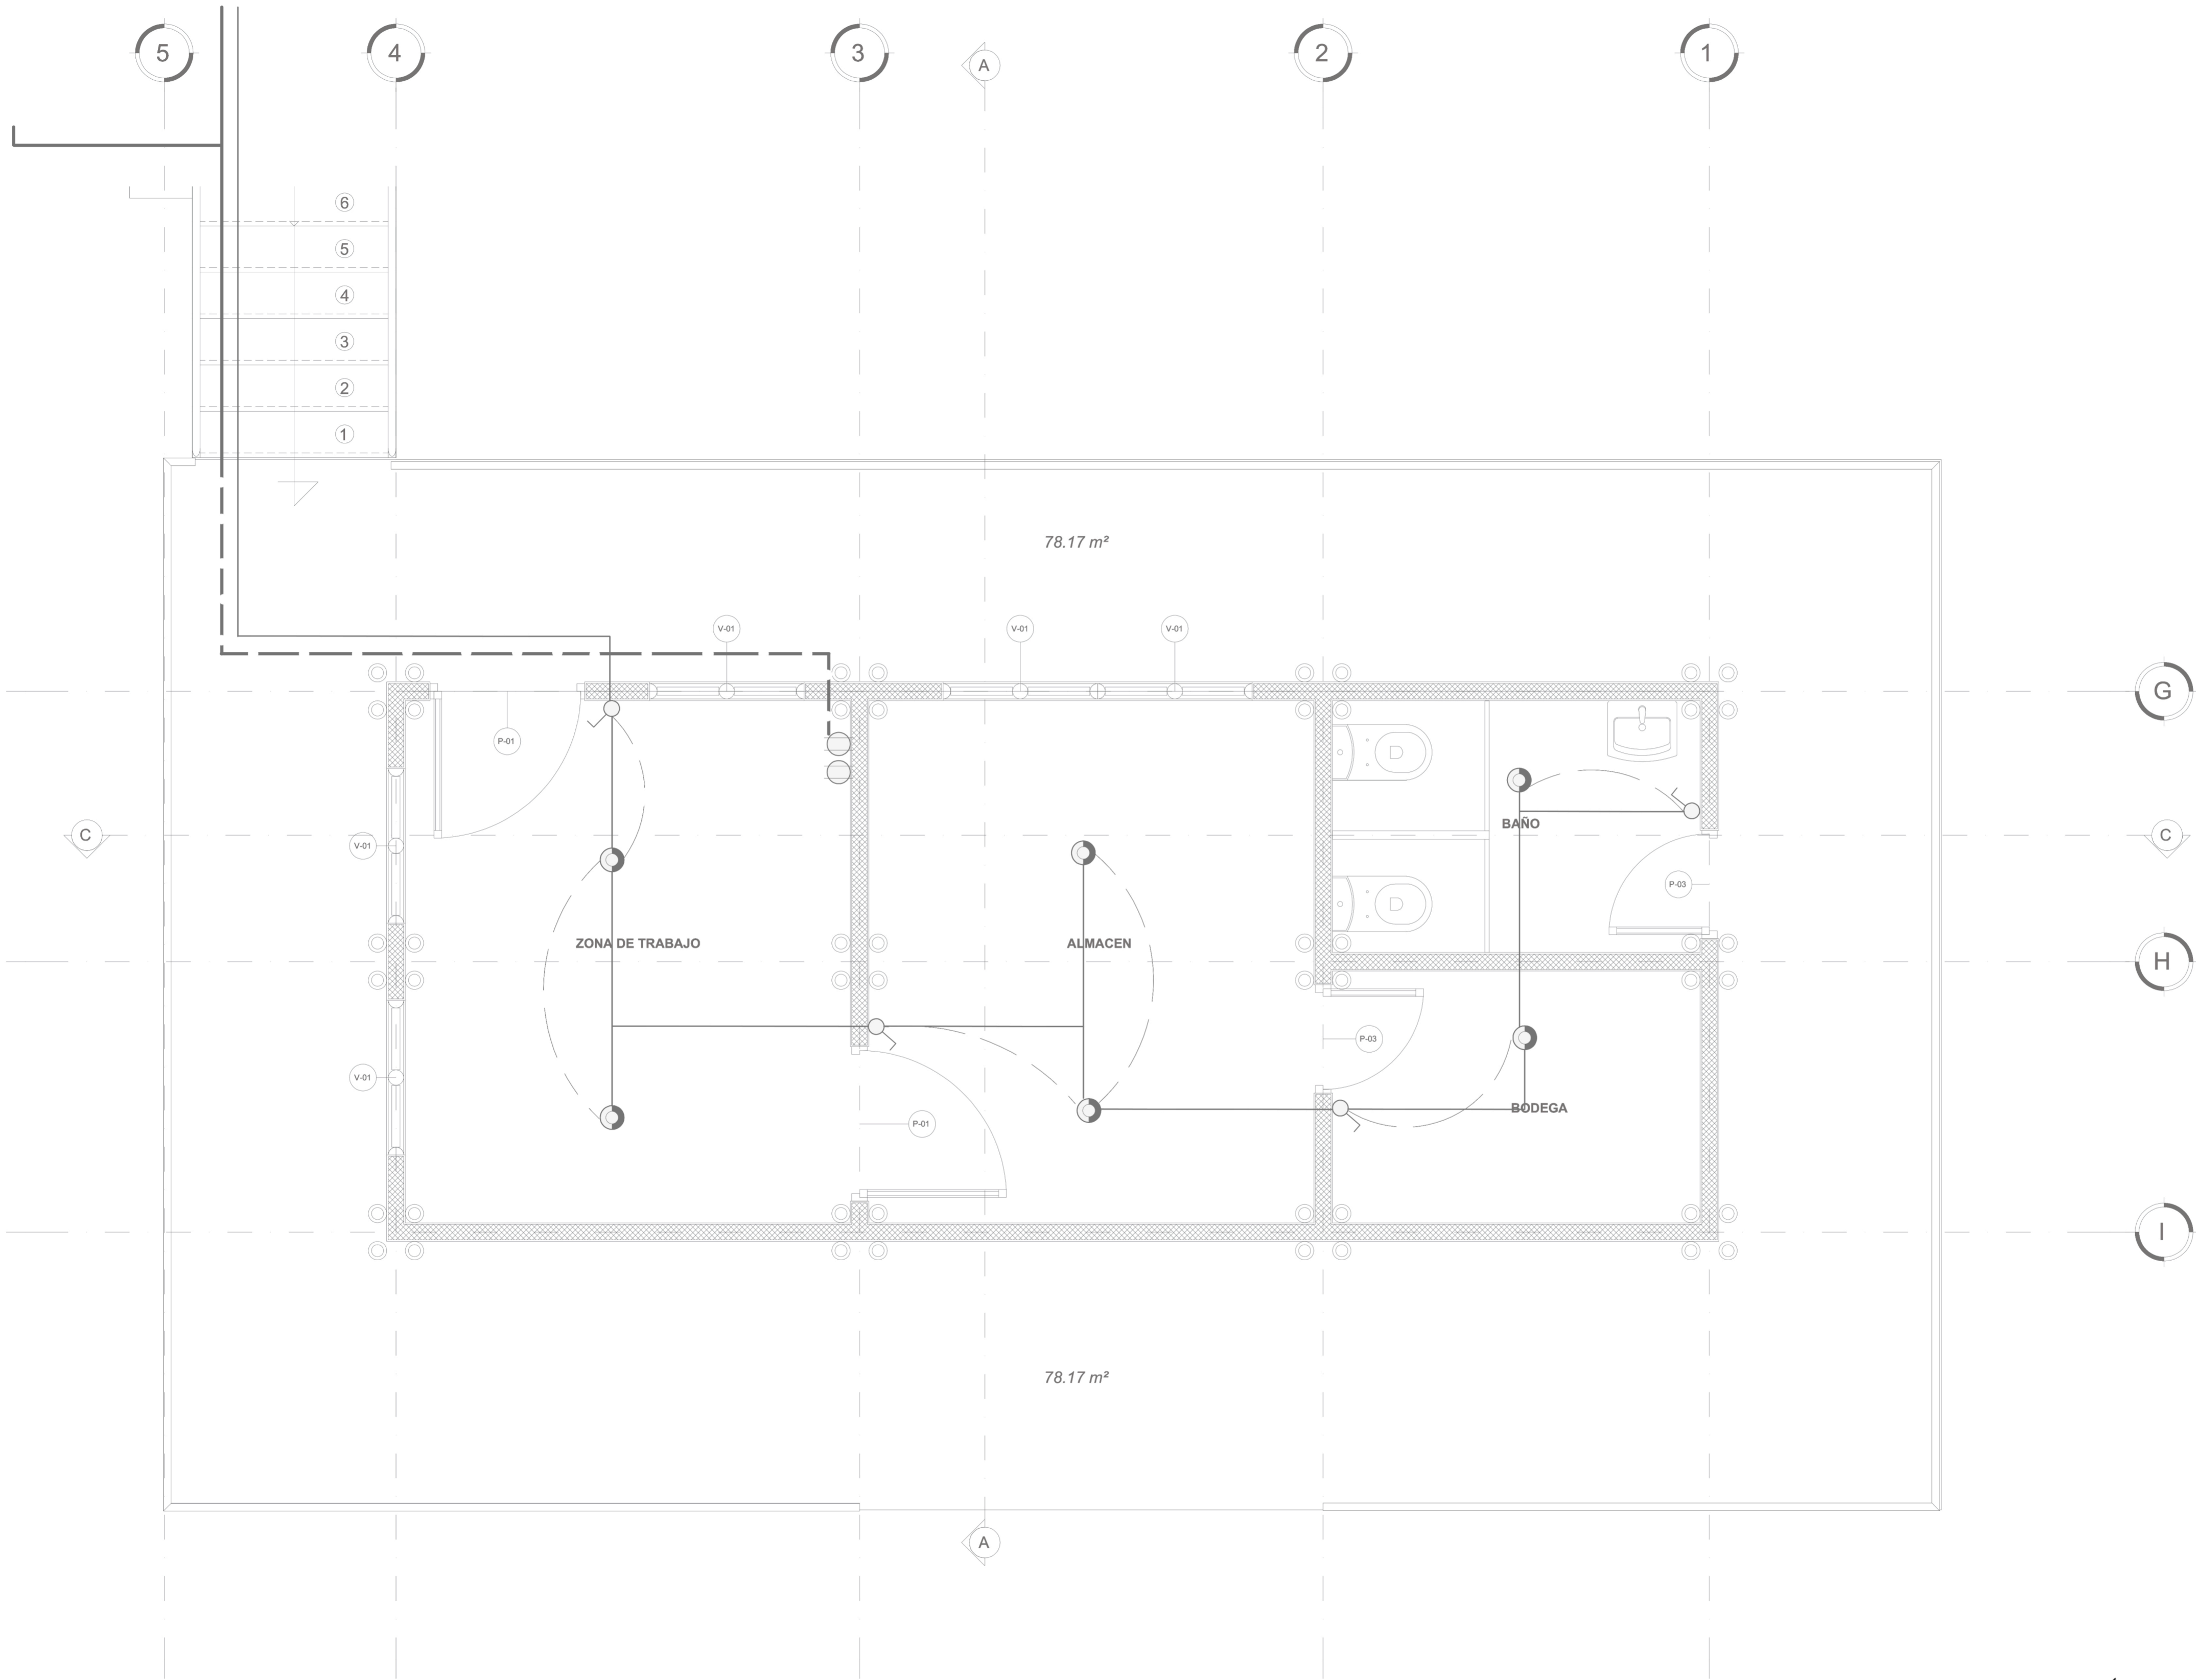 5 4 3 A 2 1
6
5
4
3
2
1
78.17 m²
V-01 V-01 V-01
G
P-01
BAÑO
C V-01 C
P-03
ZONA DE TRABAJO ALMACEN
H
P-03
V-01
BODEGA
P-01
I
78.17 m²
A